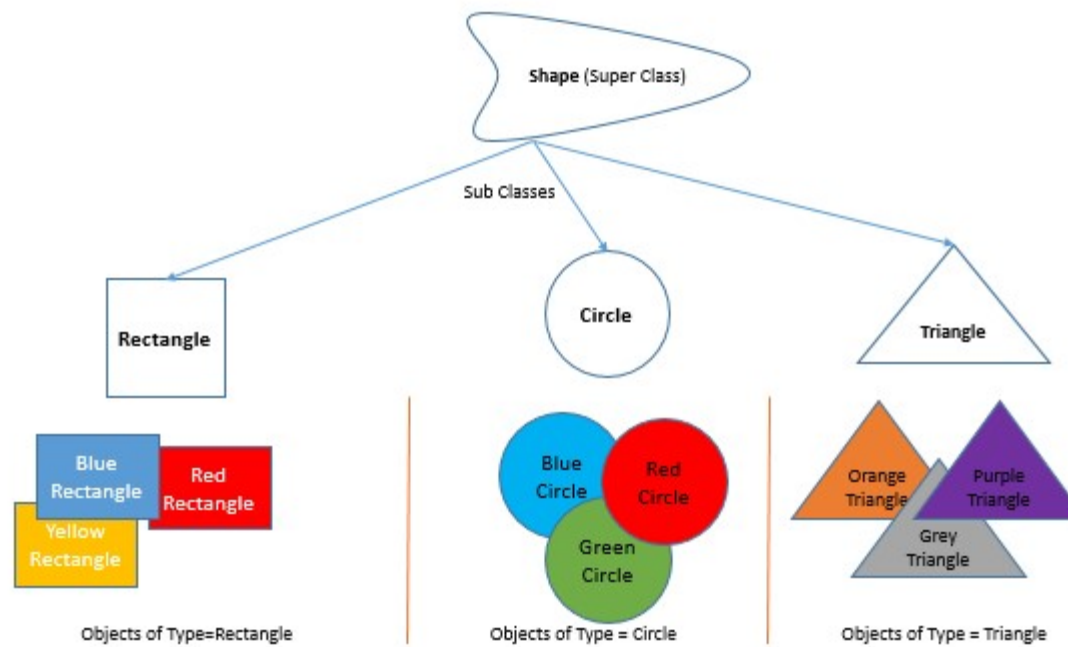 Shape (Super Class)
Sub Classes
Rectangle
Circle
Triangle
Blue
Rectangle
Red
Rectangle
Yellow
Rectangle
Blue
Circle
Red
Circle
Green
Circle
Orange
Triangle
Purple
Triangle
Grey
Triangle
Objects of Type=Rectangle
Objects of Type = Circle
Objects of Type = Triangle